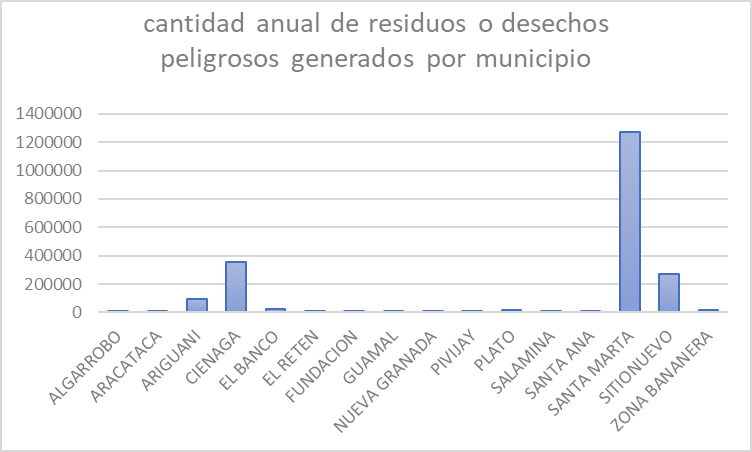 cantidad anual de residuos o desechos
peligrosos generados por municipio
1400000
1200000
1000000
800000
600000
400000
200000
0
ALGARROBO
ARACATACA
ARIGUANI
CIENAGA
EL BANCO
EL RETEN
FUNDACION
GUAMAL
NUEVA GRANADA
PIVIJAY
PLATO
SALAMINA
SANTA ANA
SANTA MARTA
SITIONUEVO
ZONA BANANERA